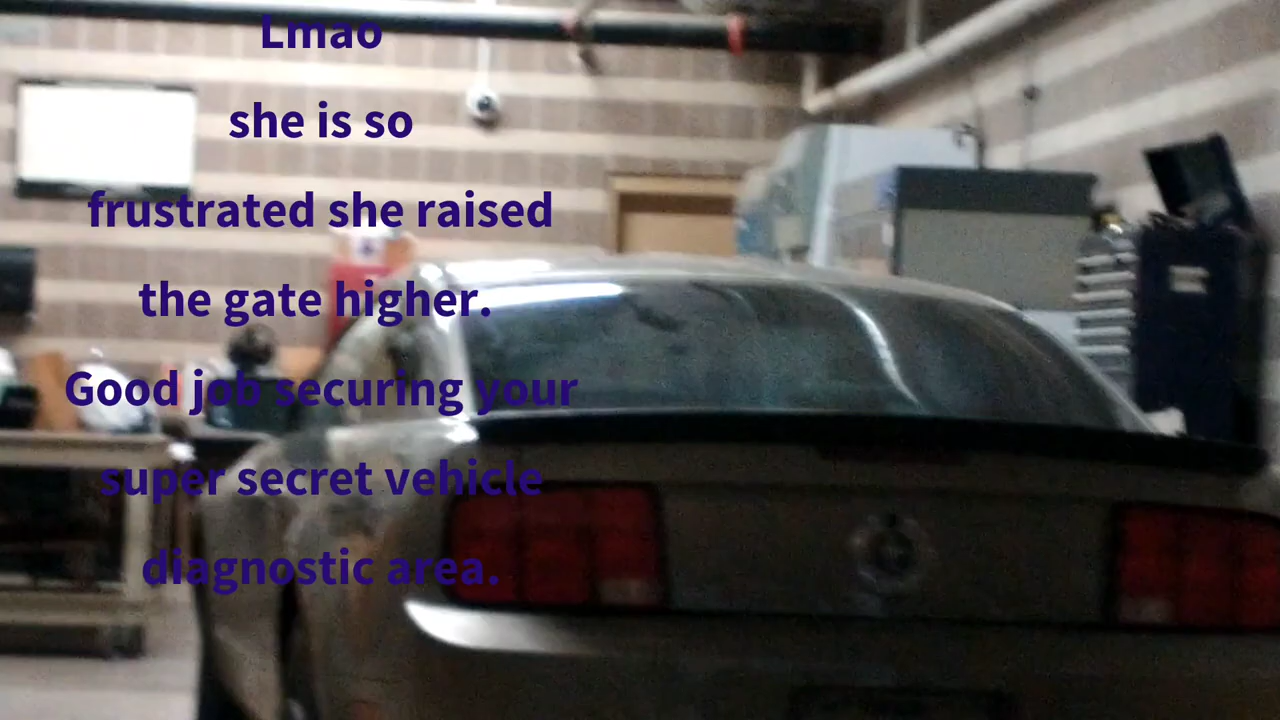 Lmao
she is so
frustrated she raised
the gate higher.
Good job securing your
super secret vehicle
diagnostic area.